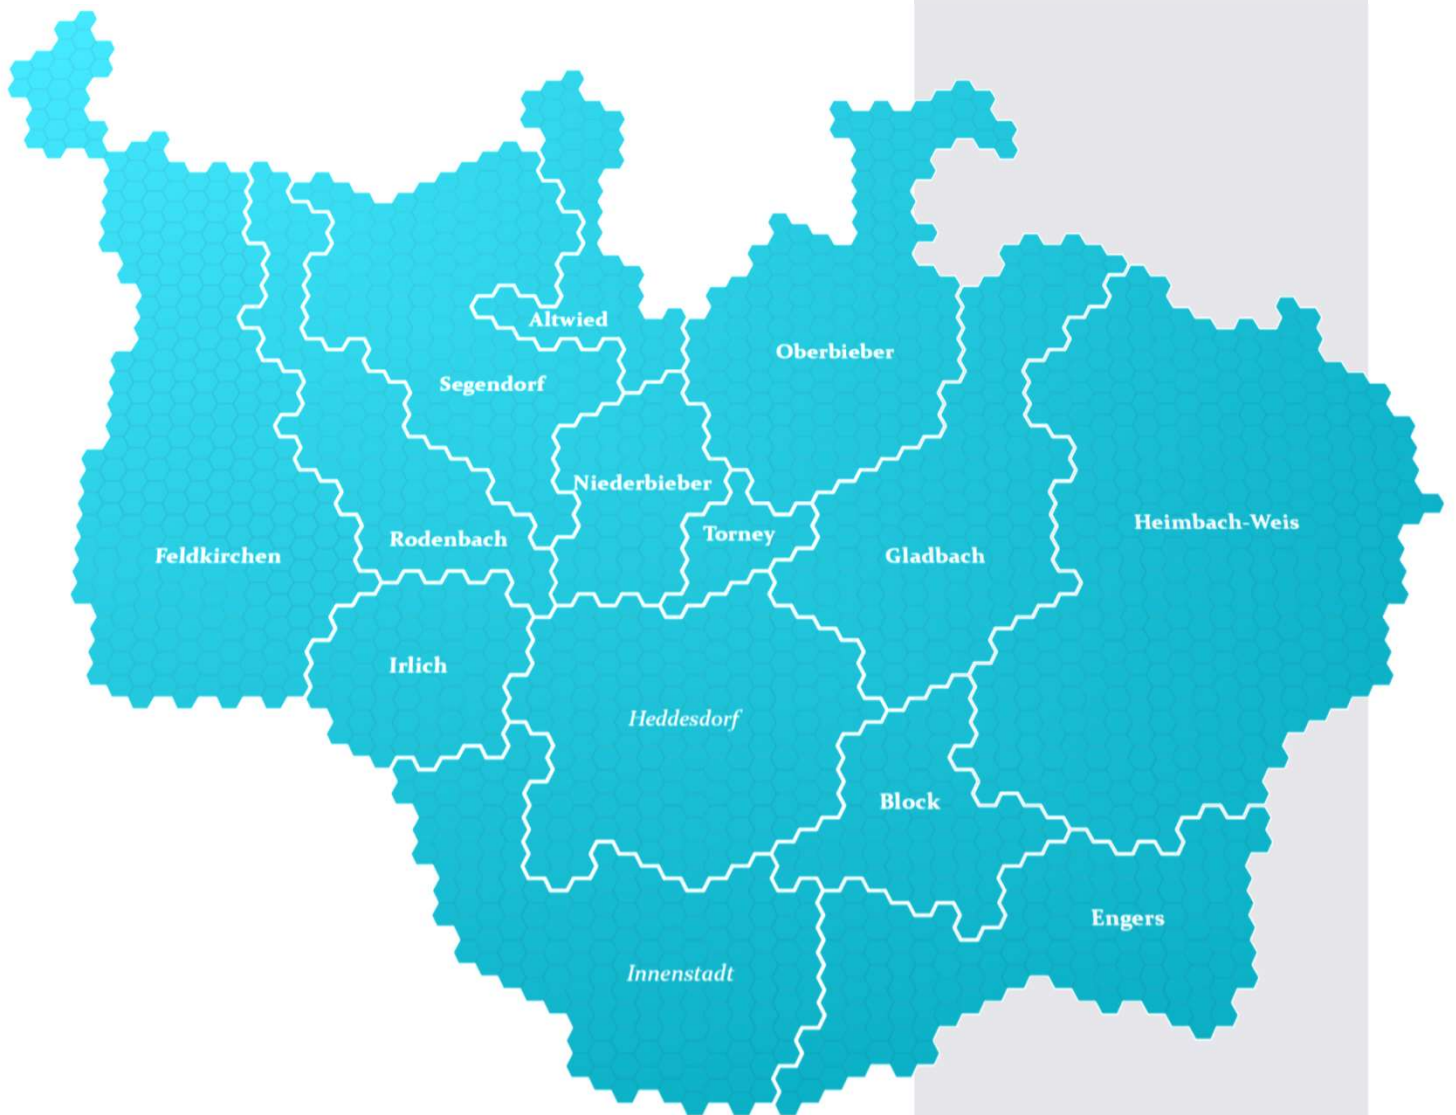 Altwied
Oberbieber
Segendorf
Niederbieber
Heimbach-Weis
Torney
Rodenbach
Feldkirchen
Gladbach
Irlich
Heddesdorf
Block
Engers
Innenstadt